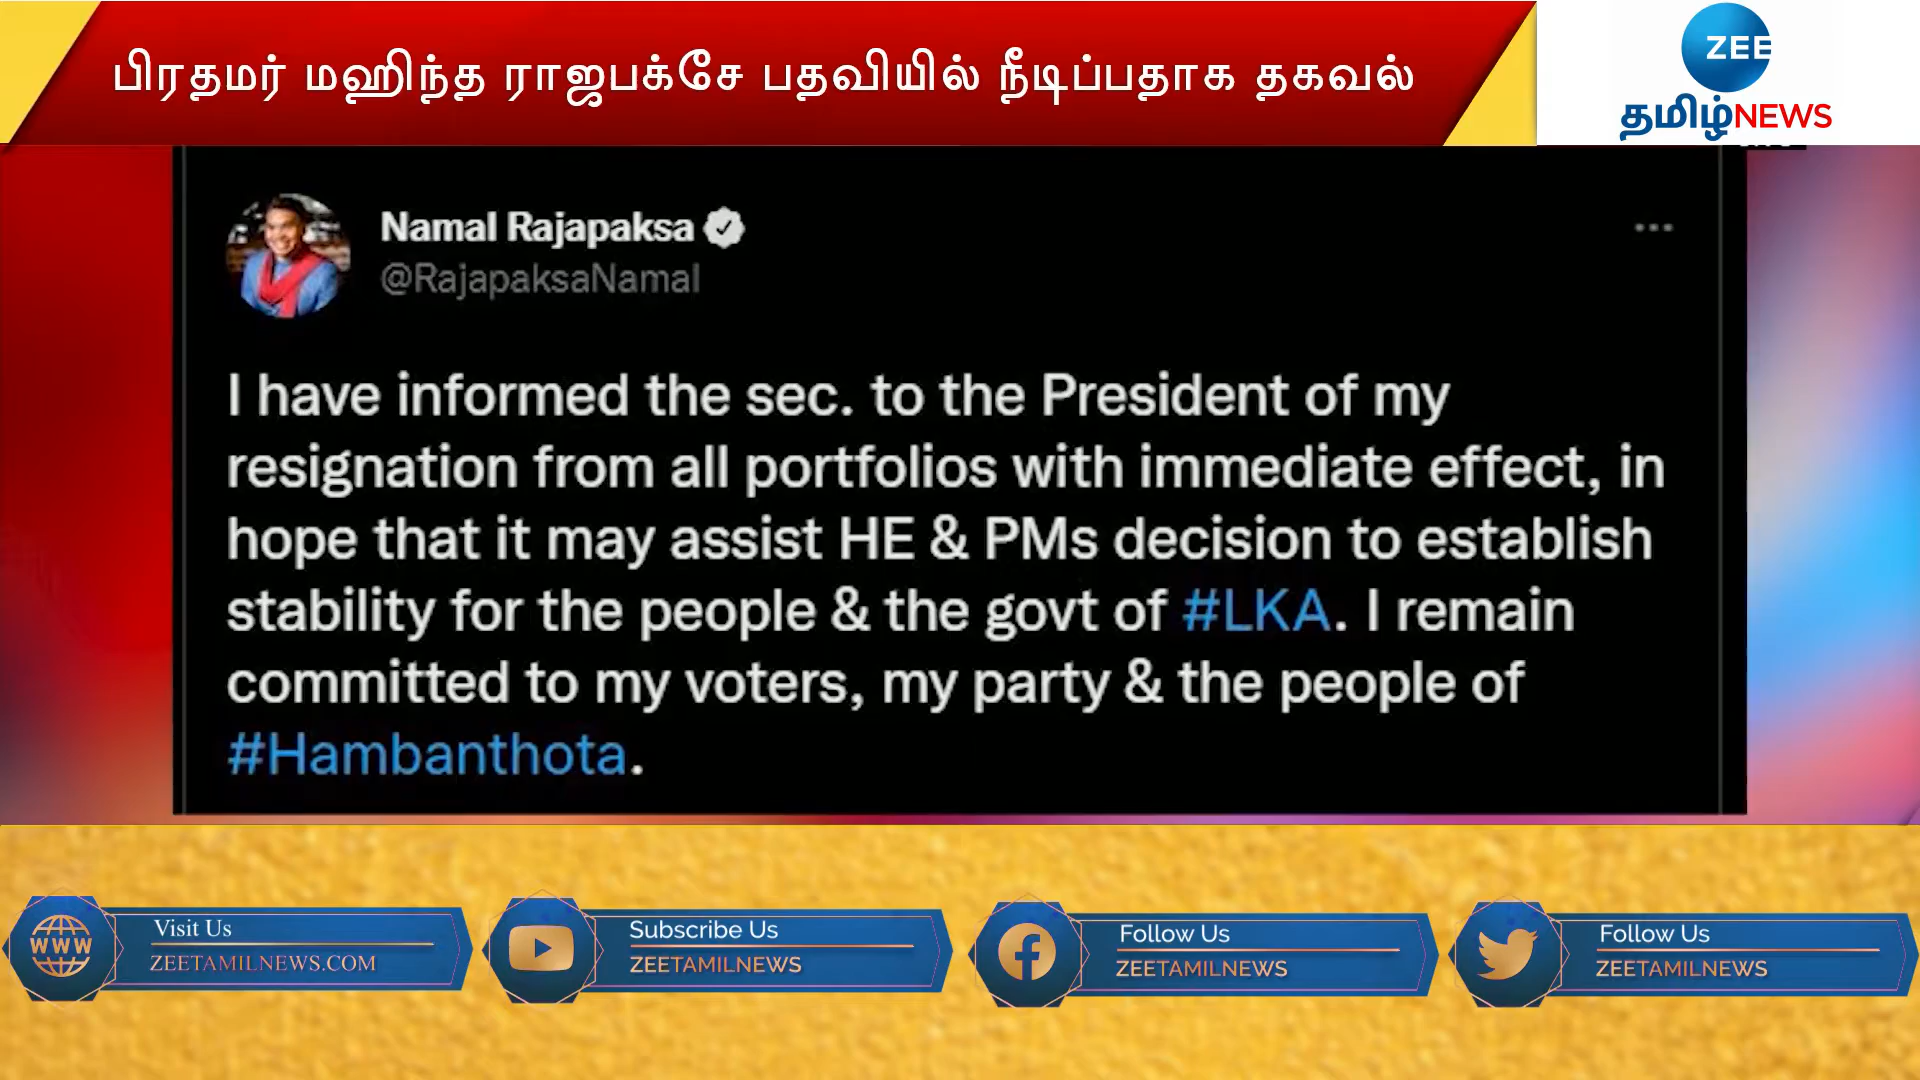 பிரதமர் மஹிந்த ராஜபக்சே பதவியில் நீடிப்பதாக தகவல்
ZEE
தமிழ்NEWS
Namal Rajapaksa
@RajapaksaNamal
I have informed the sec. to the President of my
resignation from all portfolios with immediate effect, in
hope that it may assist HE & PMs decision to establish
stability for the people & the govt of #LKA. I remain
committed to my voters, my party & the people of
#Hambanthota.
WWW
Visit Us
ZEETAMILNEWS.COM
Subscribe Us
ZEETAMILNEWS
Follow Us
ZEETAMILNEWS
Follow Us
ZEETAMILNEWS